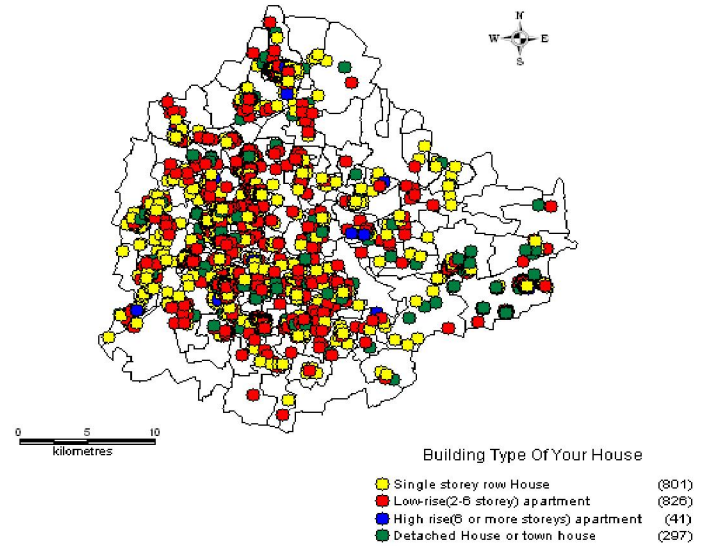 N
W E
S
0 5 10
kilometres
Building Type Of Your House
Single storey row House (801)
Low-rise(2-6 storey) apartment (826)
High rise(6 or more storeys) apartment (41)
Detached House or town house (297)